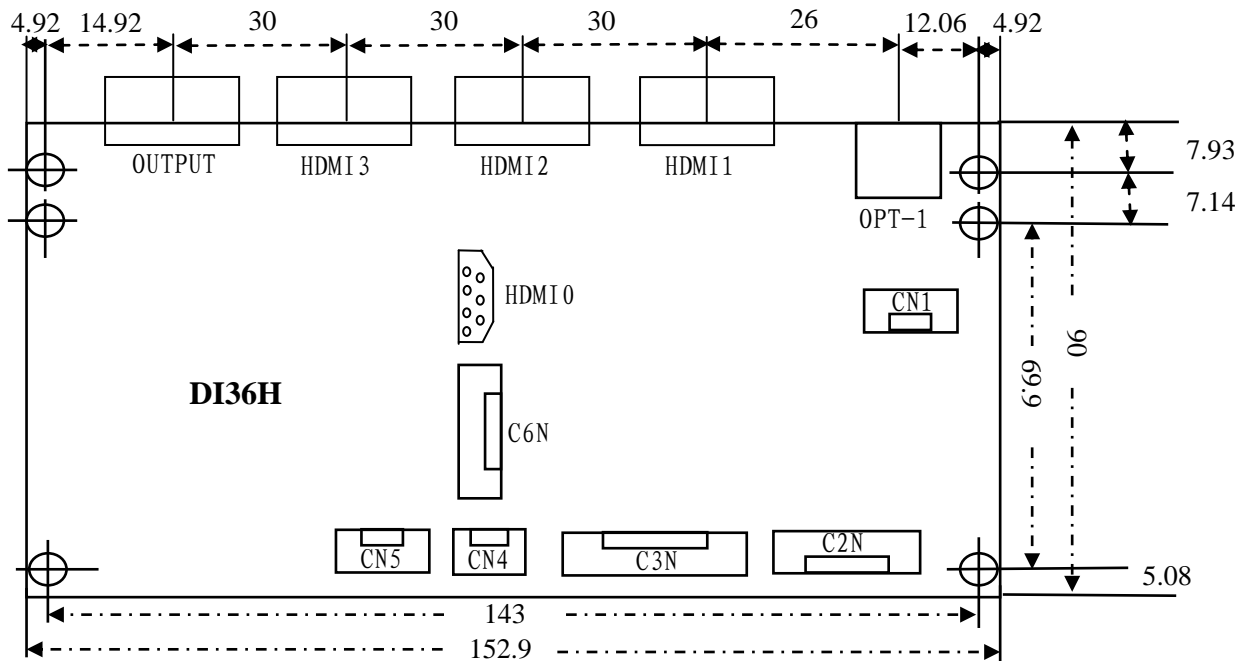 4.92 14.92 30 30 30 26 12.06 4.92
OUTPUT HDMI3 HDMI2 HDMI1
7.93
OPT-1
7.14
HDMI0
CN1
90
69.9
DI36H
C6N
CN5 CN4 C3N C2N
5.08
143
152.9